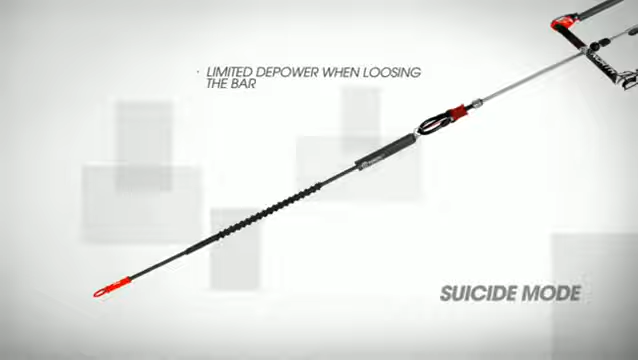 · LIMITED DEPOWER WHEN LOOSING
THE BAR
SUICIDE MODE